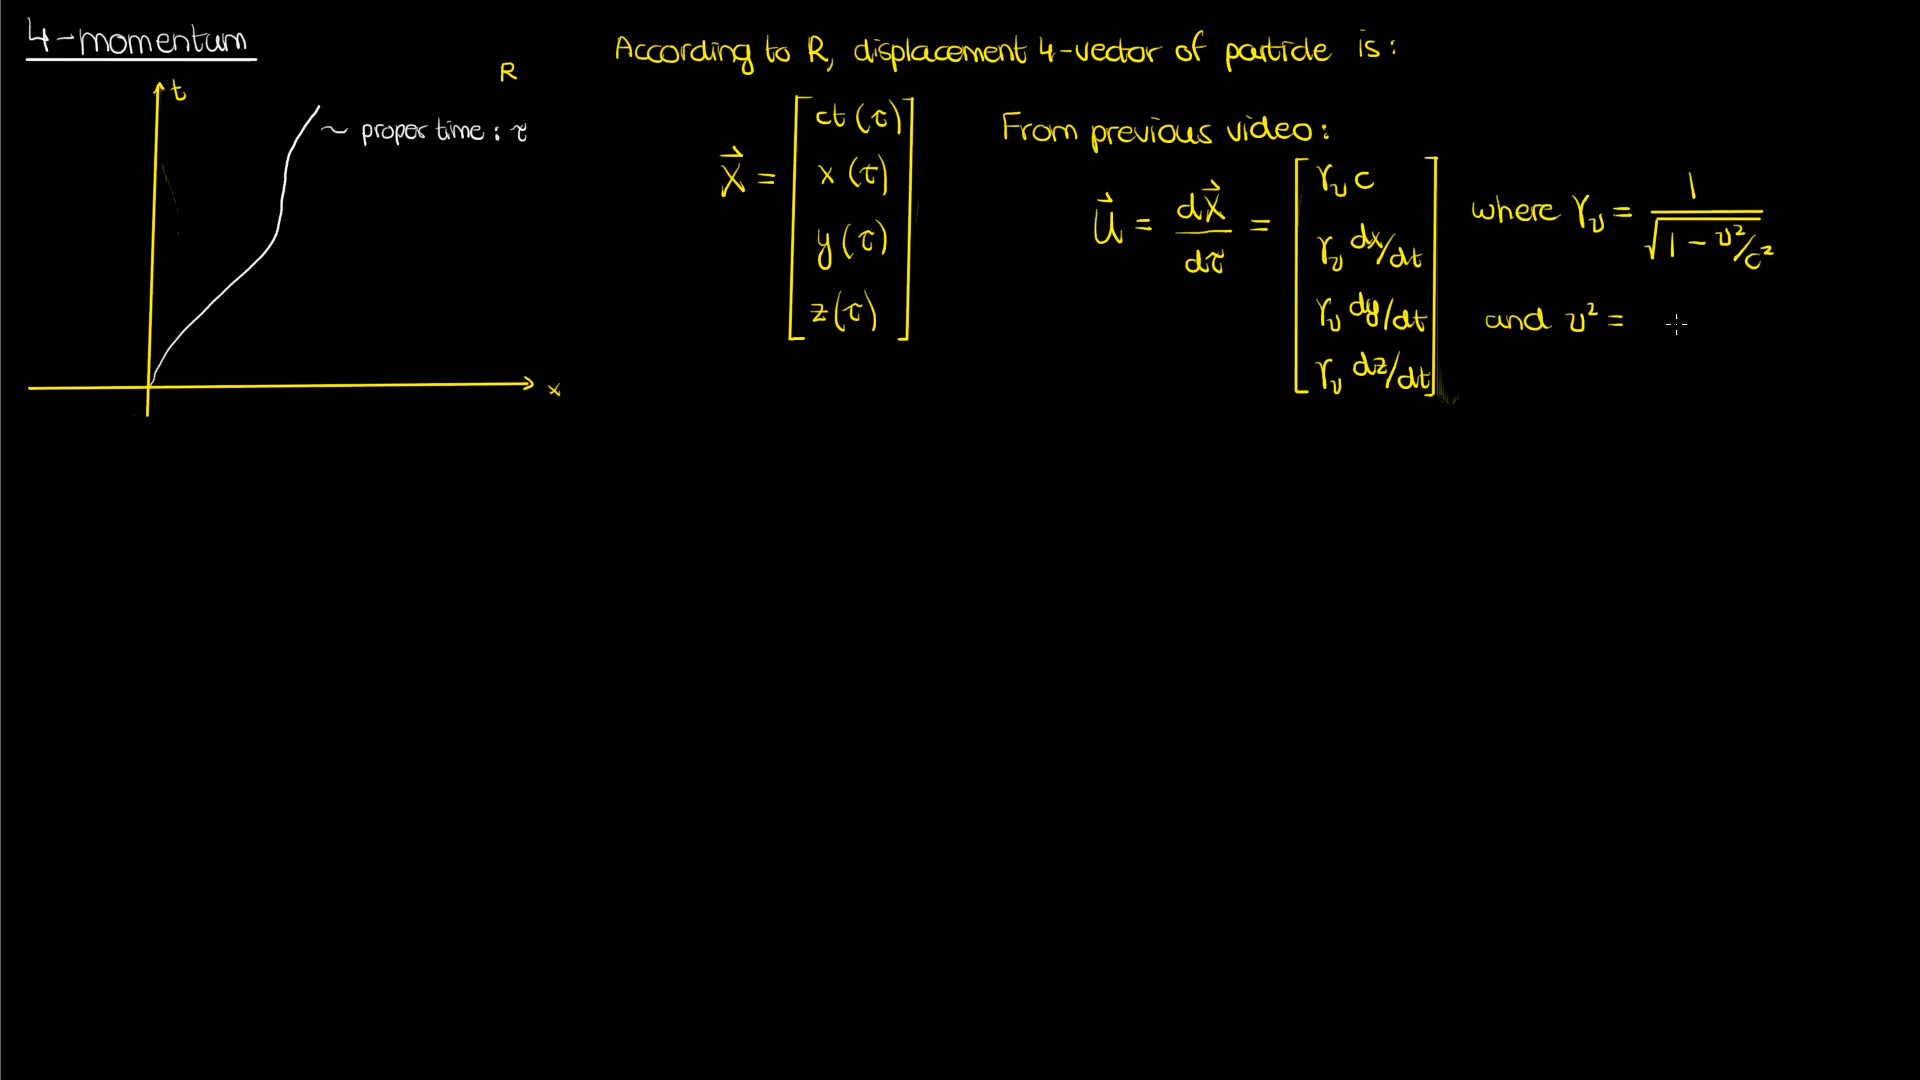 4-momentum
t
R
~ proper time : τ
x
According to R, displacement 4-vector of particle is :
X⃗ = [ ct(τ)
x(τ)
y(τ)
z(τ) ]
From previous video :
U⃗ = dX⃗/dτ = [ γᵥ c
γᵥ dx/dt
γᵥ dy/dt
γᵥ dz/dt ]
where γᵥ = 1/√(1 - v²/c²)
and v² =